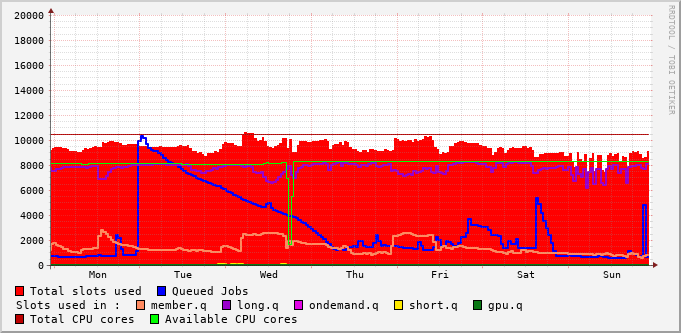 RRDTOOL / TOBI OETIKER
20000
18000
16000
14000
12000
10000
8000
6000
4000
2000
0
Mon Tue Wed Thu Fri Sat Sun
Total slots used Queued Jobs
Slots used in : member.q long.q ondemand.q short.q gpu.q
Total CPU cores Available CPU cores